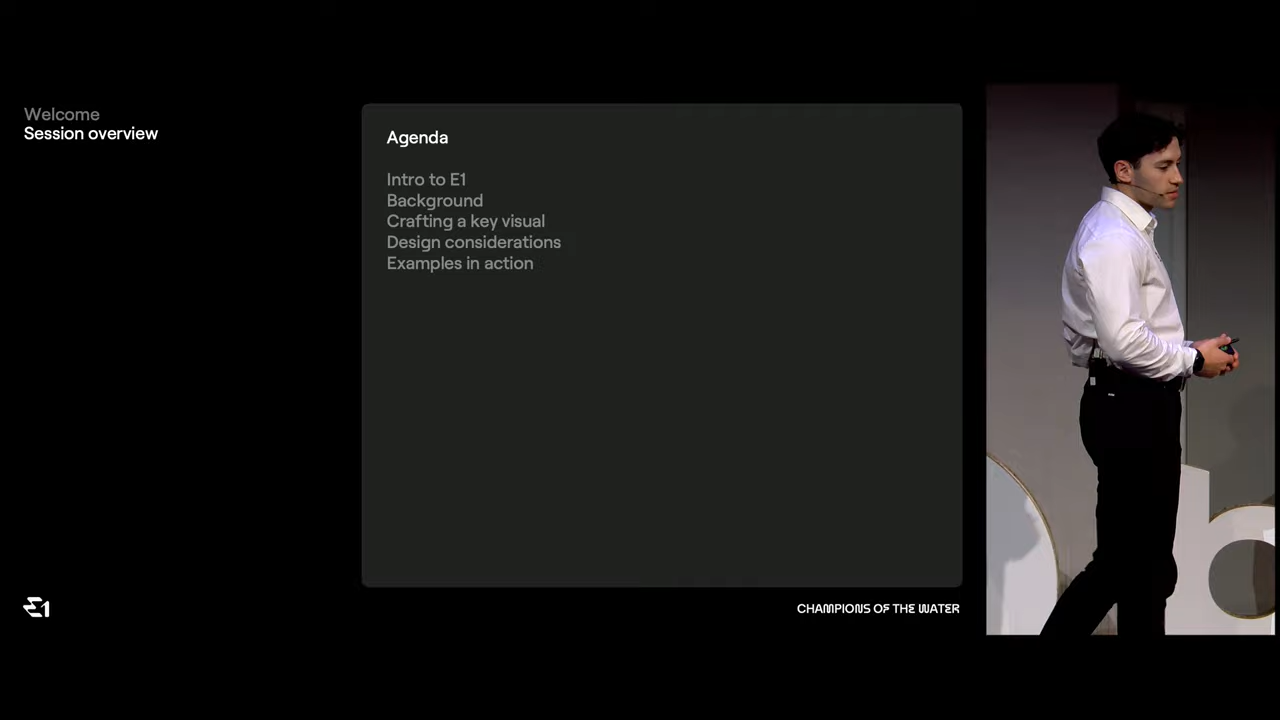 Welcome
Session overview
Agenda
Intro to E1
Background
Crafting a key visual
Design considerations
Examples in action
E1
CHAMPIONS OF THE WATER
b